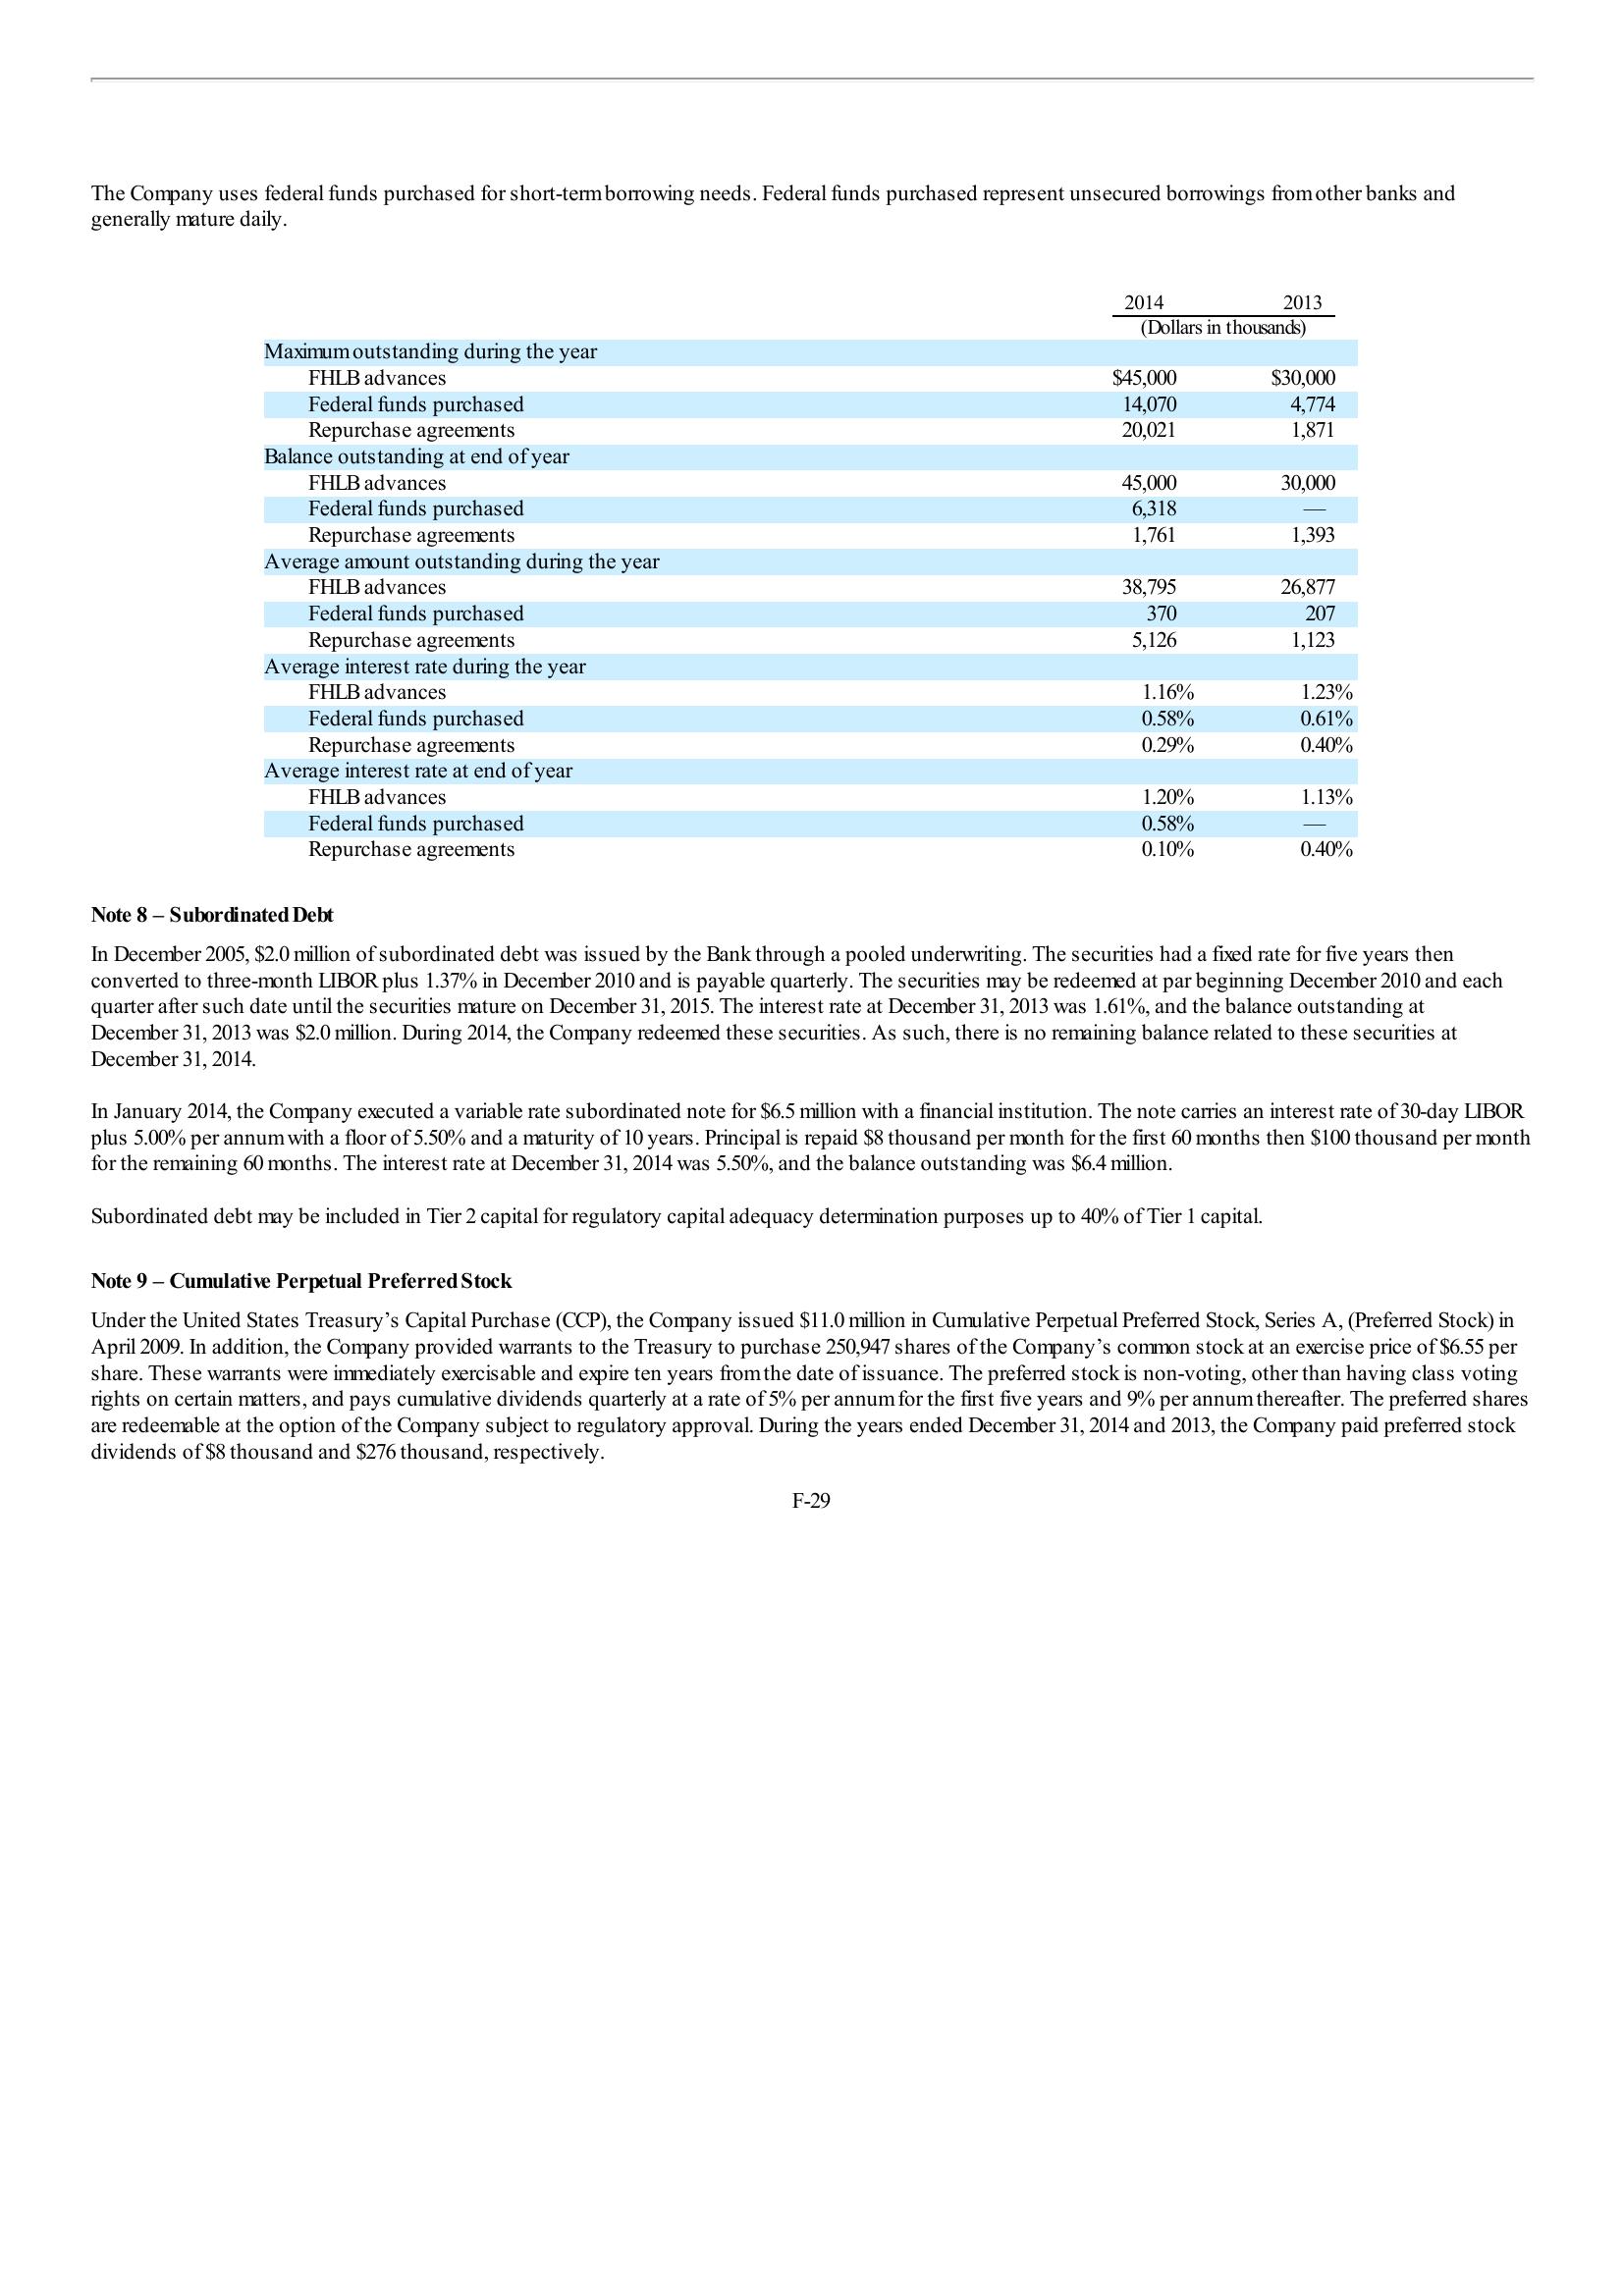 The Company uses federal funds purchased for short-term borrowing needs. Federal funds purchased represent unsecured borrowings from other banks and
generally mature daily.
2014 2013
(Dollars in thousands)
Maximum outstanding during the year
FHLB advances $45,000 $30,000
Federal funds purchased 14,070 4,774
Repurchase agreements 20,021 1,871
Balance outstanding at end of year
FHLB advances 45,000 30,000
Federal funds purchased 6,318 —
Repurchase agreements 1,761 1,393
Average amount outstanding during the year
FHLB advances 38,795 26,877
Federal funds purchased 370 207
Repurchase agreements 5,126 1,123
Average interest rate during the year
FHLB advances 1.16% 1.23%
Federal funds purchased 0.58% 0.61%
Repurchase agreements 0.29% 0.40%
Average interest rate at end of year
FHLB advances 1.20% 1.13%
Federal funds purchased 0.58% —
Repurchase agreements 0.10% 0.40%
Note 8 – Subordinated Debt
In December 2005, $2.0 million of subordinated debt was issued by the Bank through a pooled underwriting. The securities had a fixed rate for five years then
converted to three-month LIBOR plus 1.37% in December 2010 and is payable quarterly. The securities may be redeemed at par beginning December 2010 and each
quarter after such date until the securities mature on December 31, 2015. The interest rate at December 31, 2013 was 1.61%, and the balance outstanding at
December 31, 2013 was $2.0 million. During 2014, the Company redeemed these securities. As such, there is no remaining balance related to these securities at
December 31, 2014.
In January 2014, the Company executed a variable rate subordinated note for $6.5 million with a financial institution. The note carries an interest rate of 30-day LIBOR
plus 5.00% per annum with a floor of 5.50% and a maturity of 10 years. Principal is repaid $8 thousand per month for the first 60 months then $100 thousand per month
for the remaining 60 months. The interest rate at December 31, 2014 was 5.50%, and the balance outstanding was $6.4 million.
Subordinated debt may be included in Tier 2 capital for regulatory capital adequacy determination purposes up to 40% of Tier 1 capital.
Note 9 – Cumulative Perpetual Preferred Stock
Under the United States Treasury’s Capital Purchase (CCP), the Company issued $11.0 million in Cumulative Perpetual Preferred Stock, Series A, (Preferred Stock) in
April 2009. In addition, the Company provided warrants to the Treasury to purchase 250,947 shares of the Company’s common stock at an exercise price of $6.55 per
share. These warrants were immediately exercisable and expire ten years from the date of issuance. The preferred stock is non-voting, other than having class voting
rights on certain matters, and pays cumulative dividends quarterly at a rate of 5% per annum for the first five years and 9% per annum thereafter. The preferred shares
are redeemable at the option of the Company subject to regulatory approval. During the years ended December 31, 2014 and 2013, the Company paid preferred stock
dividends of $8 thousand and $276 thousand, respectively.
F-29